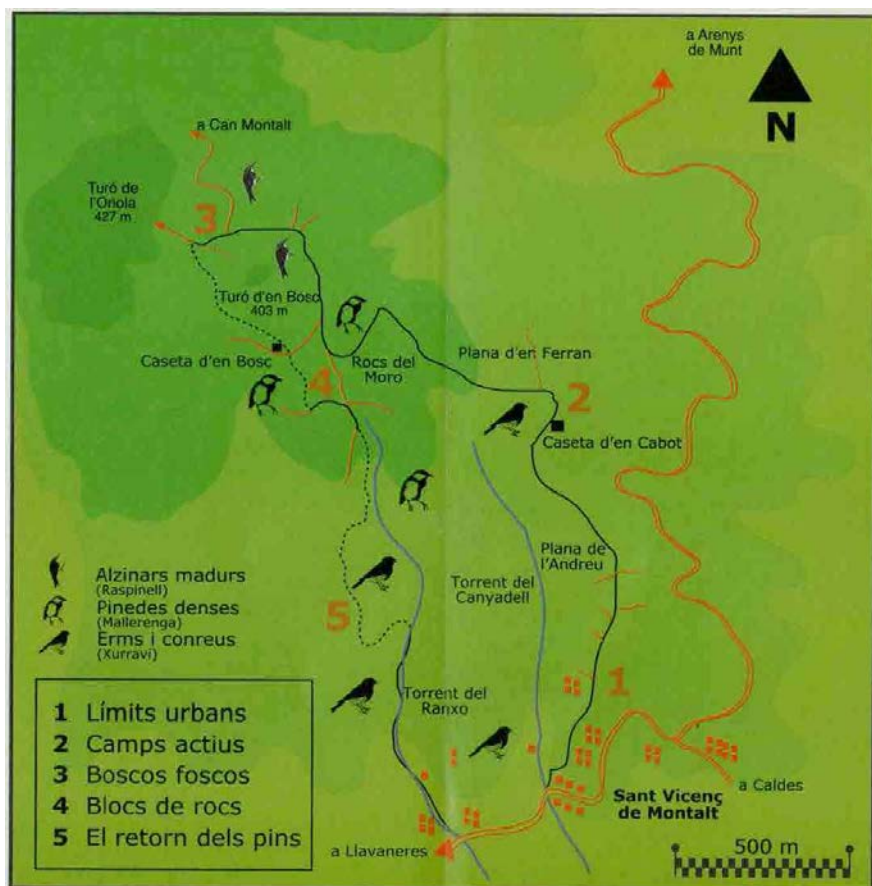 a Arenys
de Munt
N
a Can Montalt
Turó de
l'Oriola
427 m
3
Turó d'en Bosc
403 m
Caseta d'en Bosc
4
Rocs del
Moro
Plana d'en Ferran
2
Caseta d'en Cabot
Plana de
l'Andreu
Torrent del
Canyadell
Alzinars madurs
(Raspinell)
Pinedes denses
(Mallerenga)
Erms i conreus
(Xurraví)
5
1
Torrent del
Ranxo
1 Límits urbans
2 Camps actius
3 Boscos foscos
4 Blocs de rocs
5 El retorn dels pins
Sant Vicenç
de Montalt
a Caldes
a Llavaneres
500 m